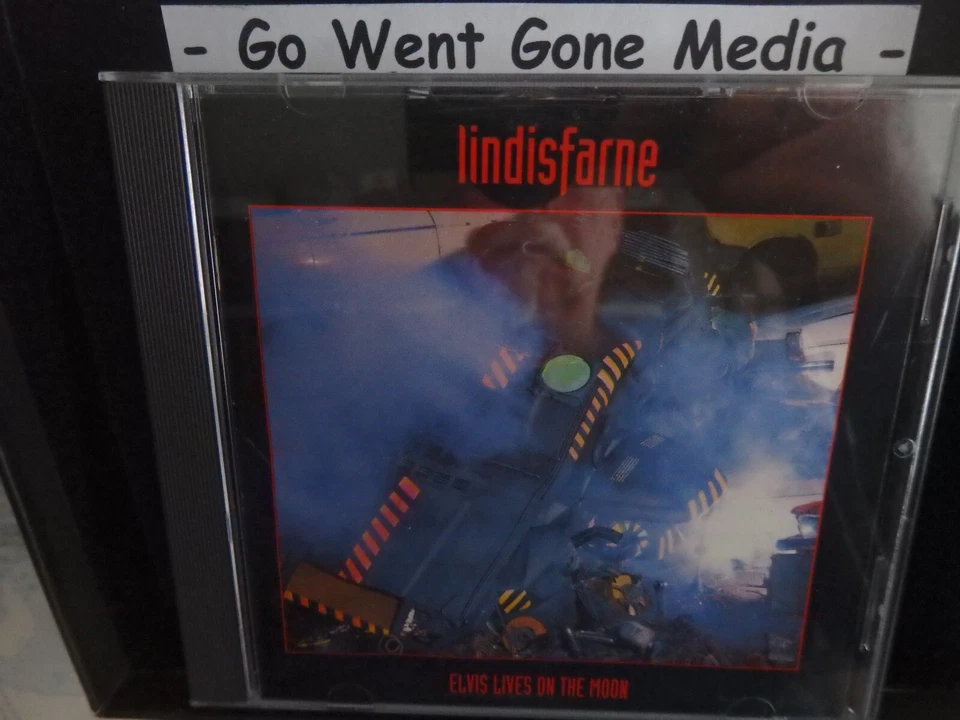 - Go Went Gone Media -
lindisfarne
ELVIS LIVES ON THE MOON